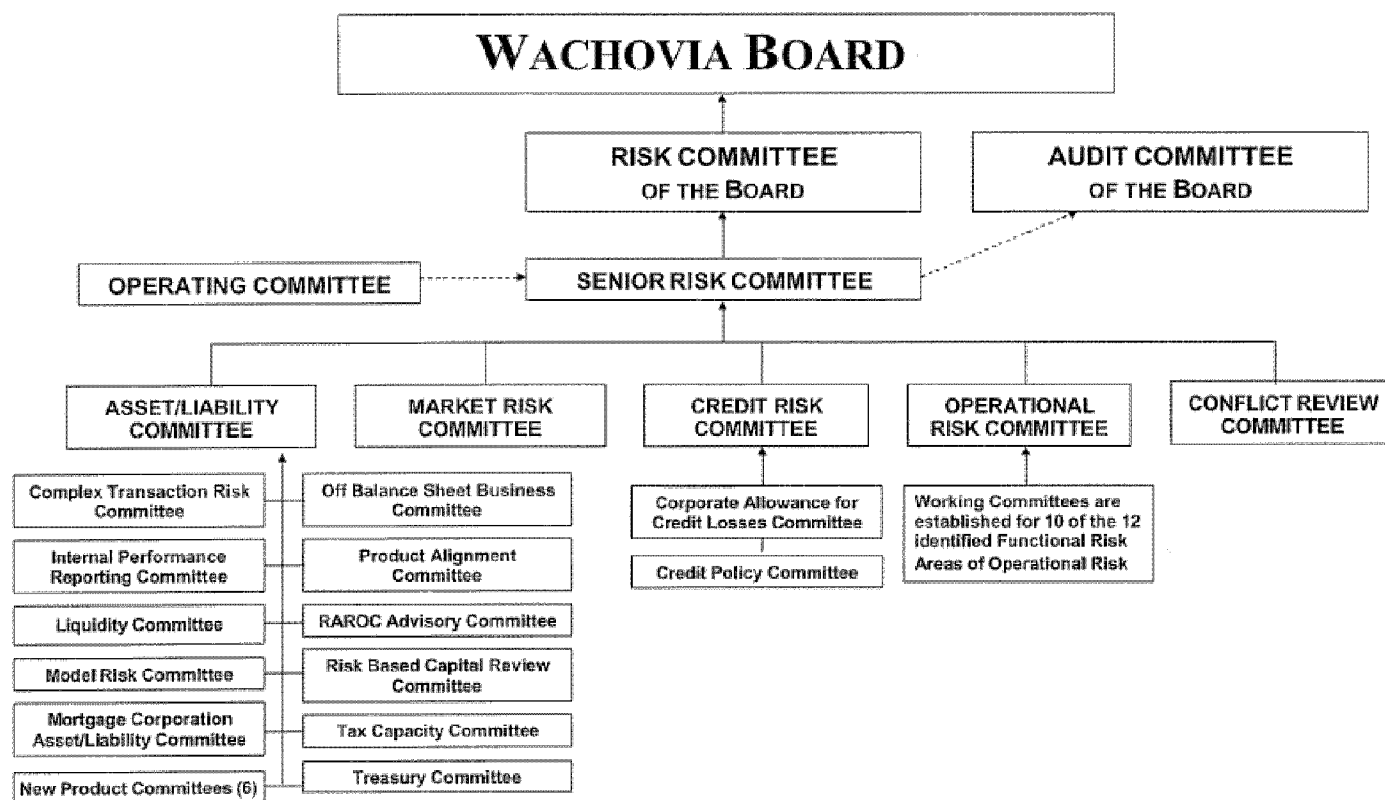 WACHOVIA BOARD
RISK COMMITTEE
OF THE BOARD
AUDIT COMMITTEE
OF THE BOARD
OPERATING COMMITTEE
SENIOR RISK COMMITTEE
ASSET/LIABILITY
COMMITTEE
MARKET RISK
COMMITTEE
CREDIT RISK
COMMITTEE
OPERATIONAL
RISK COMMITTEE
CONFLICT REVIEW
COMMITTEE
Complex Transaction Risk
Committee
Off Balance Sheet Business
Committee
Internal Performance
Reporting Committee
Product Alignment
Committee
Liquidity Committee
RAROC Advisory Committee
Model Risk Committee
Risk Based Capital Review
Committee
Mortgage Corporation
Asset/Liability Committee
Tax Capacity Committee
New Product Committees (6)
Treasury Committee
Corporate Allowance for
Credit Losses Committee
Credit Policy Committee
Working Committees are
established for 10 of the 12
identified Functional Risk
Areas of Operational Risk